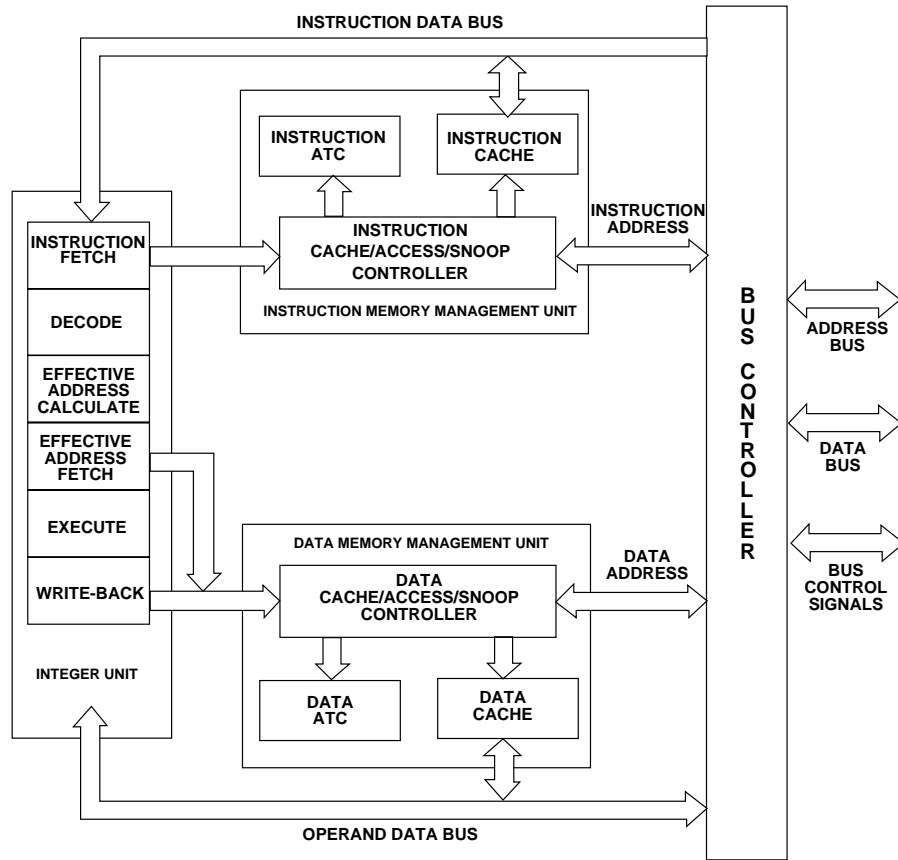 INSTRUCTION DATA BUS
INSTRUCTION
ATC
INSTRUCTION
CACHE
INSTRUCTION
ADDRESS
INSTRUCTION
FETCH
INSTRUCTION
CACHE/ACCESS/SNOOP
CONTROLLER
INSTRUCTION MEMORY MANAGEMENT UNIT
DECODE
EFFECTIVE
ADDRESS
CALCULATE
EFFECTIVE
ADDRESS
FETCH
EXECUTE
WRITE-BACK
INTEGER UNIT
DATA MEMORY MANAGEMENT UNIT
DATA
CACHE/ACCESS/SNOOP
CONTROLLER
DATA
ADDRESS
DATA
ATC
DATA
CACHE
OPERAND DATA BUS
BUS CONTROLLER
ADDRESS
BUS
DATA
BUS
BUS
CONTROL
SIGNALS